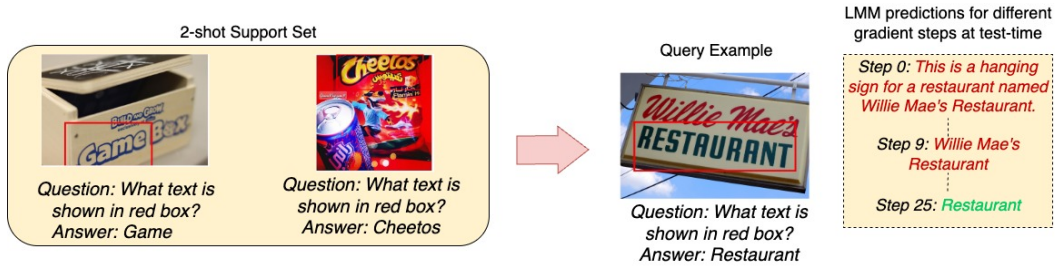 2-shot Support Set
BUILD AND GROW
Game Box
Question: What text is
shown in red box?
Answer: Game
Cheetos
Question: What text is
shown in red box?
Answer: Cheetos
Query Example
Willie Mae's
RESTAURANT
Question: What text is
shown in red box?
Answer: Restaurant
LMM predictions for different
gradient steps at test-time
Step 0: This is a hanging
sign for a restaurant named
Willie Mae's Restaurant.
Step 9: Willie Mae's
Restaurant
Step 25: Restaurant